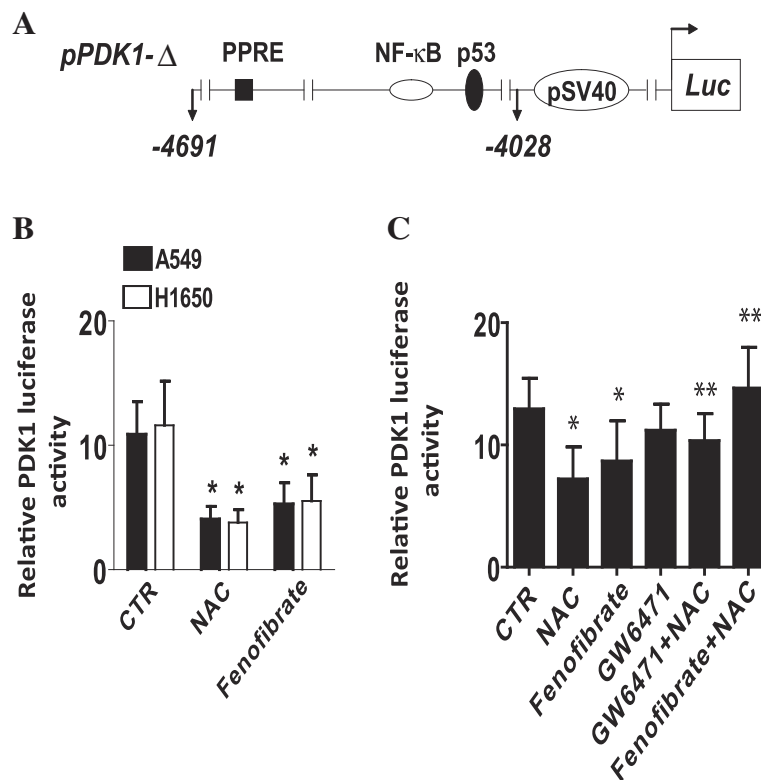 A
pPDK1-Δ
PPRE
NF-κB
p53
pSV40
Luc
-4691
-4028
B
A549
H1650
Relative PDK1 luciferase
activity
20
10
0
* * * *
CTR
NAC
Fenofibrate
C
Relative PDK1 luciferase
activity
20
10
0
* * ** **
CTR
NAC
Fenofibrate
GW6471
GW6471+NAC
Fenofibrate+NAC